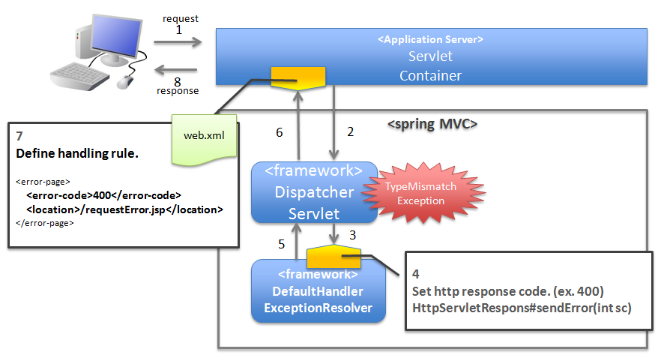 request
1
8
response
<Application Server>
Servlet
Container
6
2
<spring MVC>
7
Define handling rule.
web.xml
<error-page>
<error-code>400</error-code>
<location>/requestError.jsp</location>
</error-page>
<framework>
Dispatcher
Servlet
TypeMismatch
Exception
5
3
<framework>
DefaultHandler
ExceptionResolver
4
Set http response code. (ex. 400)
HttpServletRespons#sendError(int sc)